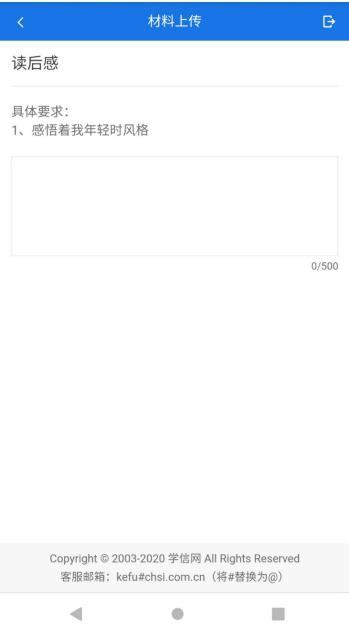 材料上传
读后感
具体要求：
1、感悟着我年轻时风格
0/500
Copyright © 2003-2020 学信网 All Rights Reserved
客服邮箱：kefu#chsi.com.cn（将#替换为@）